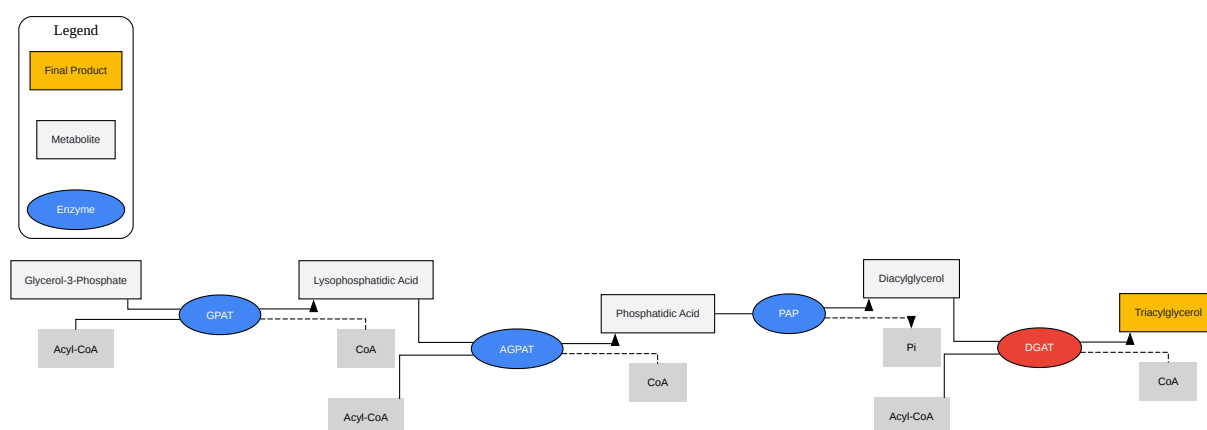 Legend
Final Product
Metabolite
Enzyme
Glycerol-3-Phosphate
Lysophosphatidic Acid
Diacylglycerol
Phosphatidic Acid
Triacylglycerol
GPAT
PAP
AGPAT
DGAT
Acyl-CoA
CoA
Pi
CoA
CoA
Acyl-CoA
Acyl-CoA